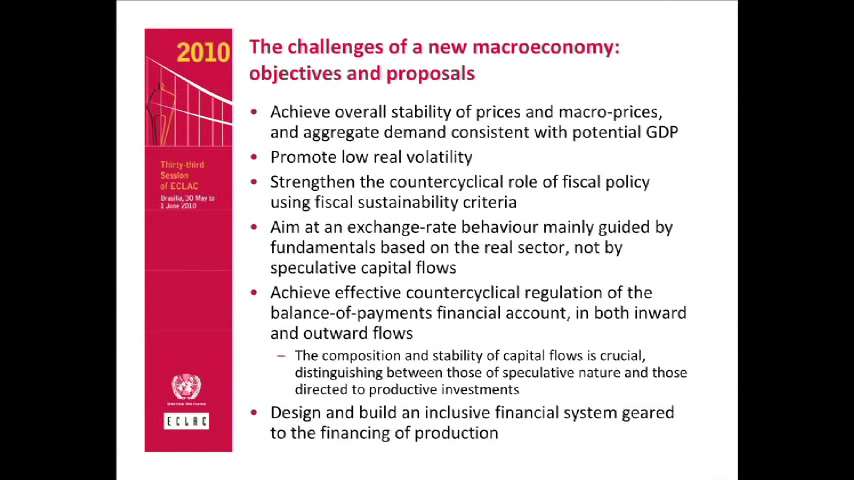 2010
Thirty-third
Session
of ECLAC
Brasilia, 30 May to
1 June 2010
The challenges of a new macroeconomy:
objectives and proposals
• Achieve overall stability of prices and macro-prices,
and aggregate demand consistent with potential GDP
• Promote low real volatility
• Strengthen the countercyclical role of fiscal policy
using fiscal sustainability criteria
• Aim at an exchange-rate behaviour mainly guided by
fundamentals based on the real sector, not by
speculative capital flows
• Achieve effective countercyclical regulation of the
balance-of-payments financial account, in both inward
and outward flows
– The composition and stability of capital flows is crucial,
distinguishing between those of speculative nature and those
directed to productive investments
• Design and build an inclusive financial system geared
to the financing of production
UNITED NATIONS
ECLAC